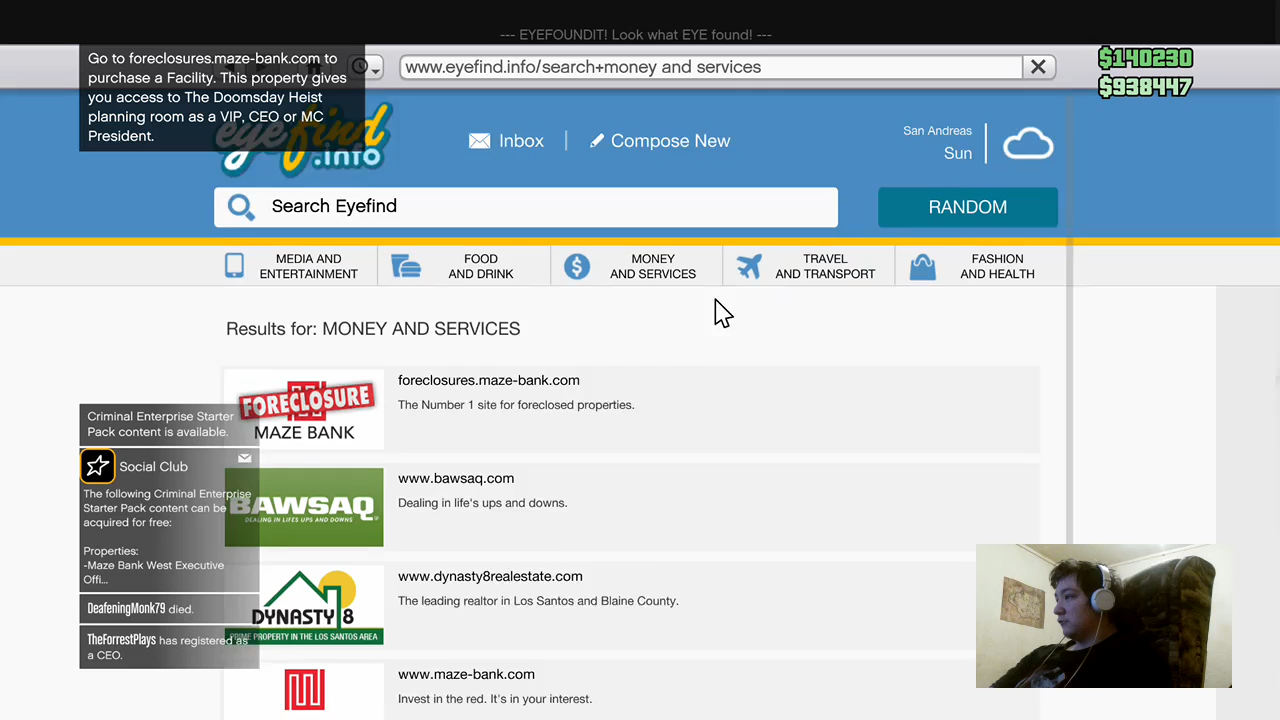 --- EYEFOUNDIT! Look what EYE found! ---
Go to foreclosures.maze-bank.com to
purchase a Facility. This property gives
you access to The Doomsday Heist
planning room as a VIP, CEO or MC
President.
www.eyefind.info/search+money and services
$140230
$938447
eyefind
.info
Inbox
Compose New
San Andreas
Sun
Search Eyefind
RANDOM
MEDIA AND
ENTERTAINMENT
FOOD
AND DRINK
MONEY
AND SERVICES
TRAVEL
AND TRANSPORT
FASHION
AND HEALTH
Results for: MONEY AND SERVICES
FORECLOSURE
MAZE BANK
foreclosures.maze-bank.com
The Number 1 site for foreclosed properties.
Criminal Enterprise Starter
Pack content is available.
Social Club
The following Criminal Enterprise
Starter Pack content can be
acquired for free:
Properties:
-Maze Bank West Executive
Offi...
DeafeningMonk79 died.
TheForrestPlays has registered as
a CEO.
BAWSAQ
DEALING IN LIFE'S UPS AND DOWNS
www.bawsaq.com
Dealing in life's ups and downs.
DYNASTY 8
PRIME PROPERTY IN THE LOS SANTOS AREA
www.dynasty8realestate.com
The leading realtor in Los Santos and Blaine County.
www.maze-bank.com
Invest in the red. It's in your interest.